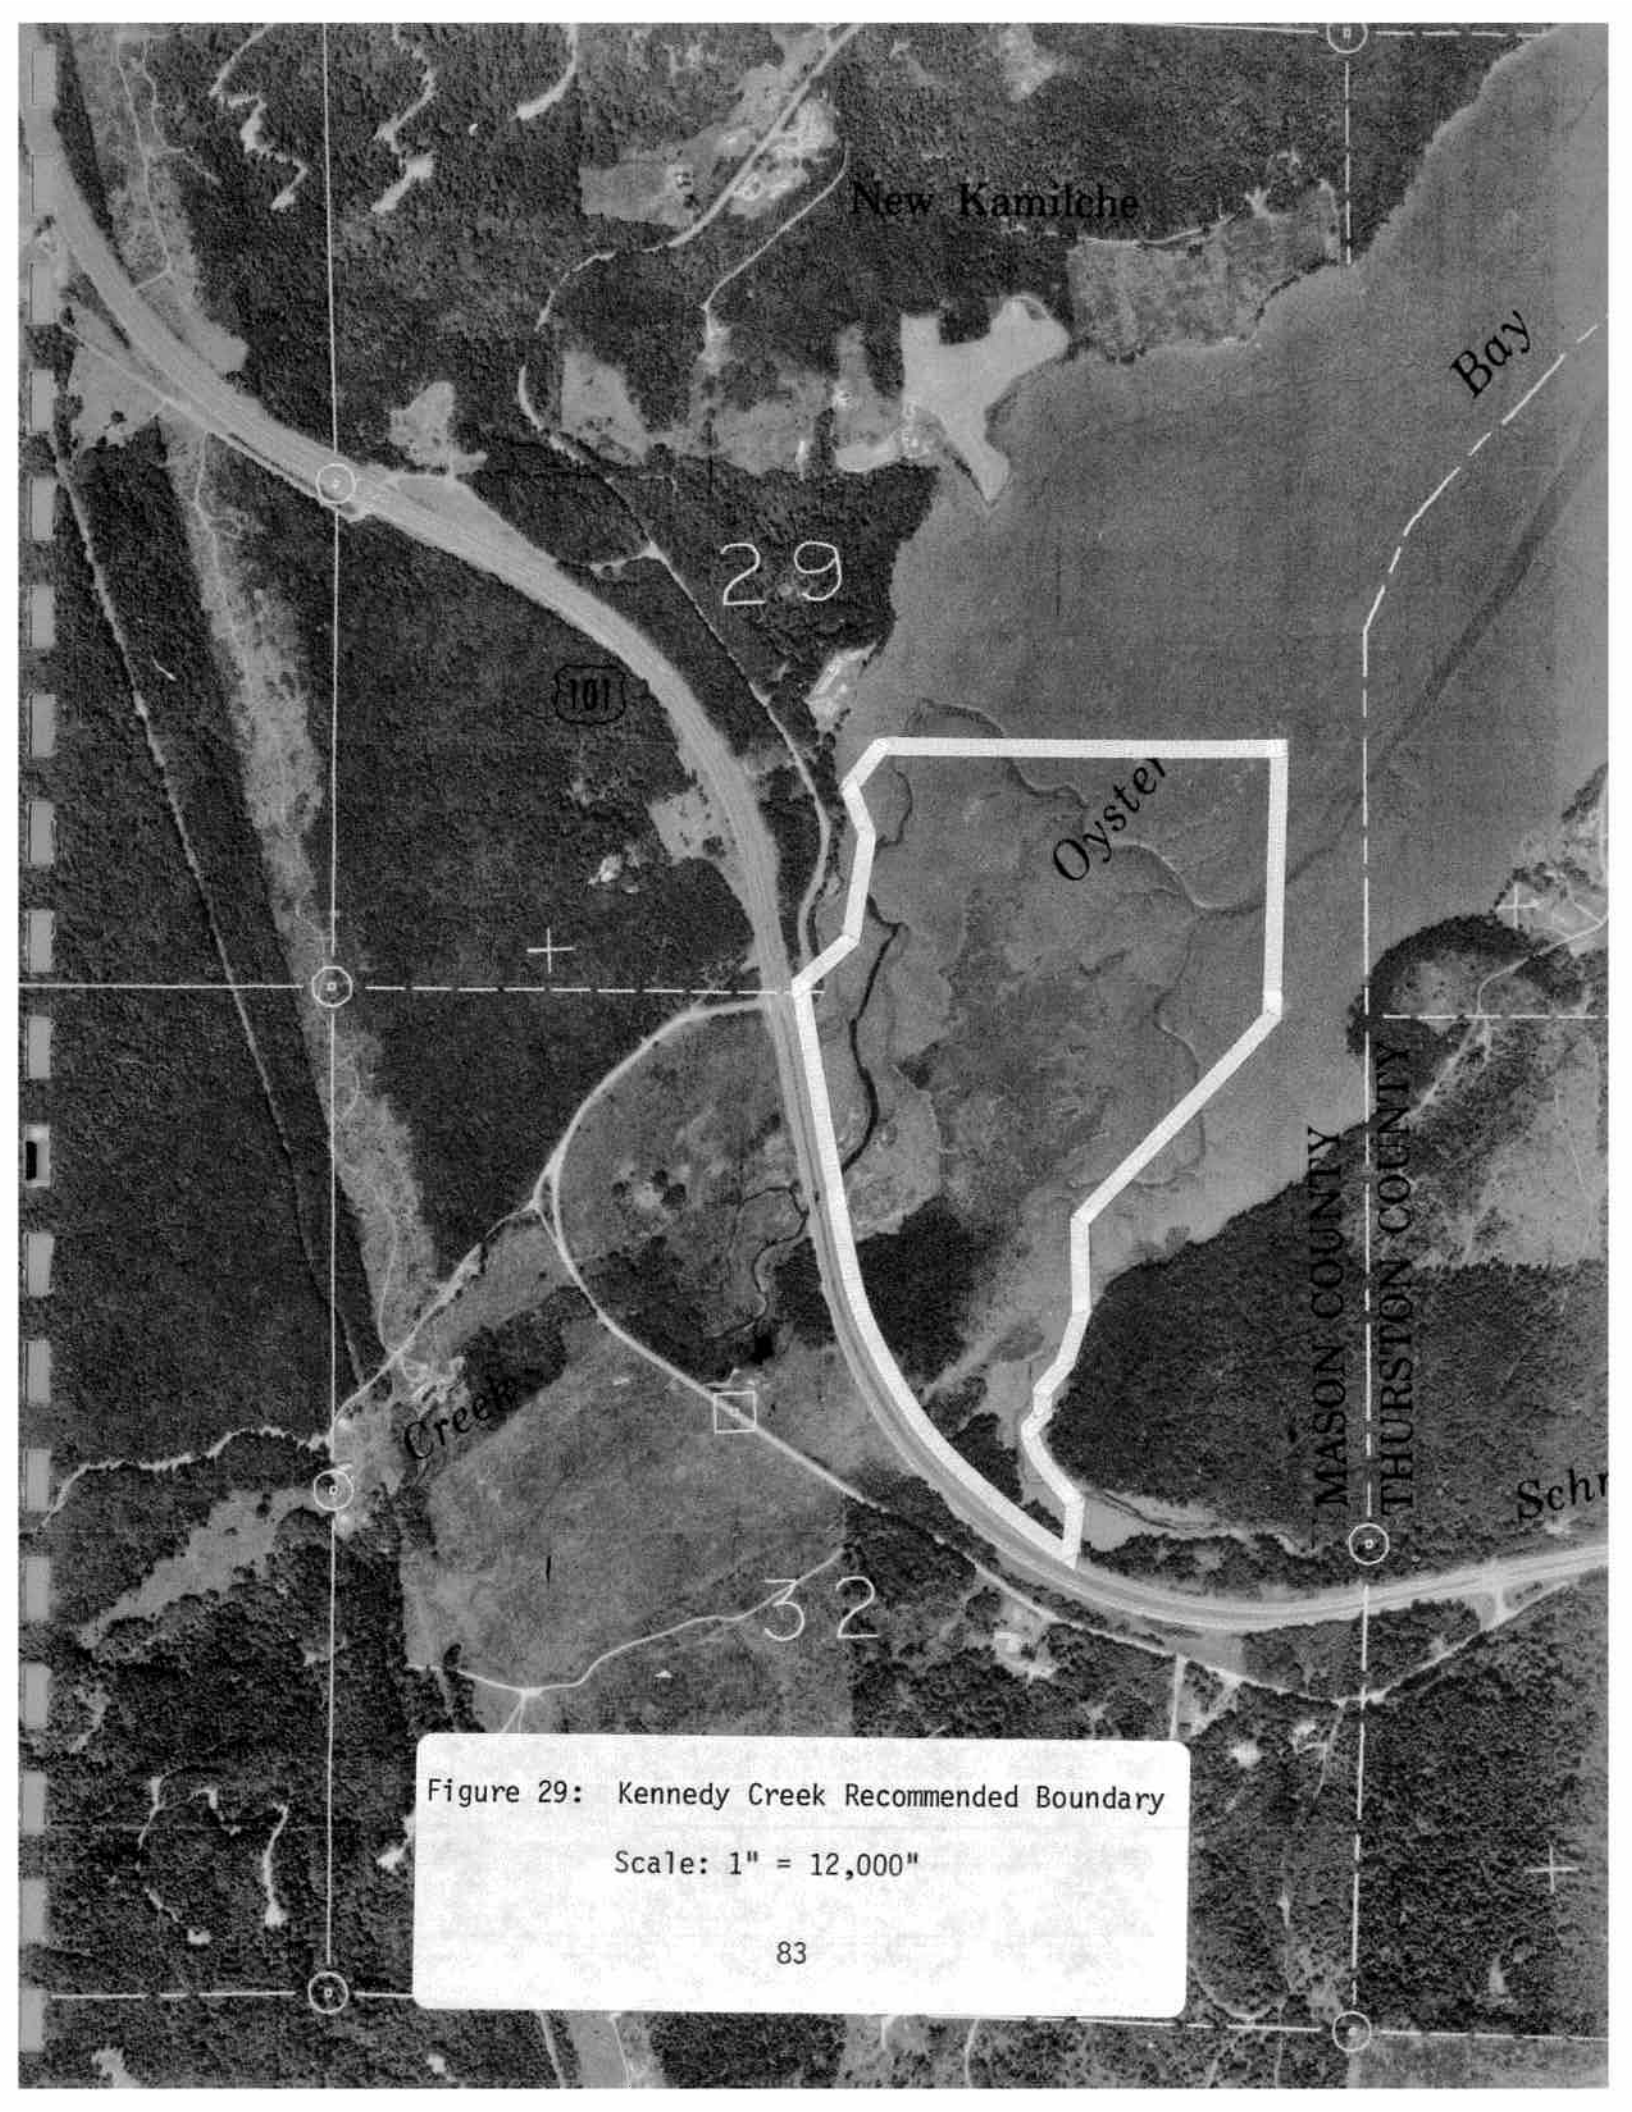 New Kamilche
Bay
29
101
Oyster
MASON COUNTY
THURSTON COUNTY
Creek
Schr
32
Figure 29: Kennedy Creek Recommended Boundary
Scale: 1" = 12,000"
83